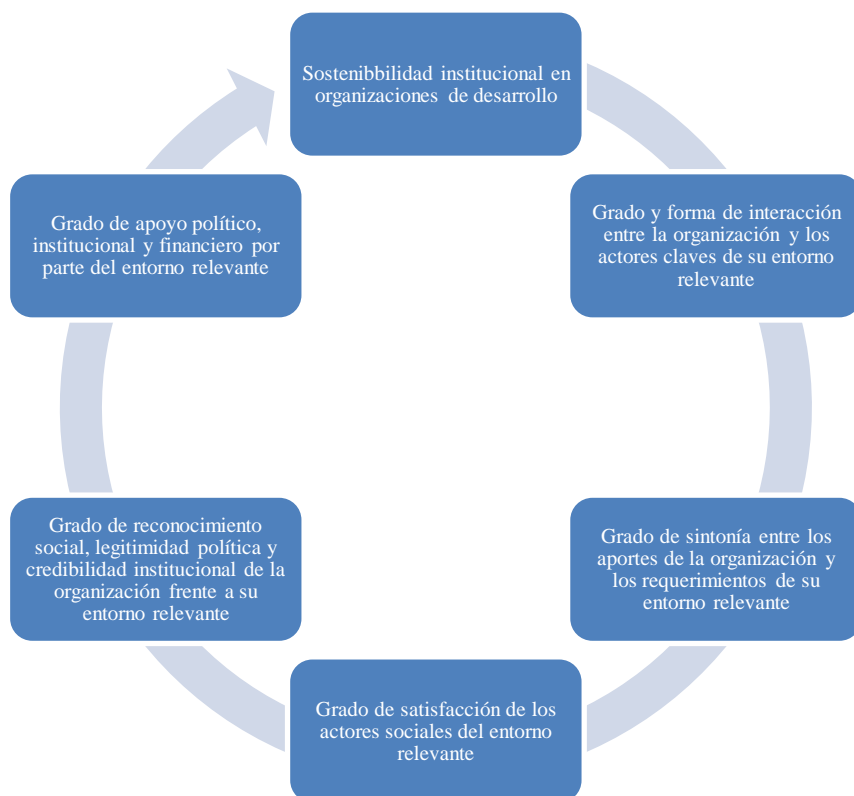 Sostenibbilidad institucional en
organizaciones de desarrollo
Grado y forma de interacción
entre la organización y los
actores claves de su entorno
relevante
Grado de sintonía entre los
aportes de la organización y
los requerimientos de su
entorno relevante
Grado de satisfacción de los
actores sociales del entorno
relevante
Grado de reconocimiento
social, legitimidad política y
credibilidad institucional de la
organización frente a su
entorno relevante
Grado de apoyo político,
institucional y financiero por
parte del entorno relevante